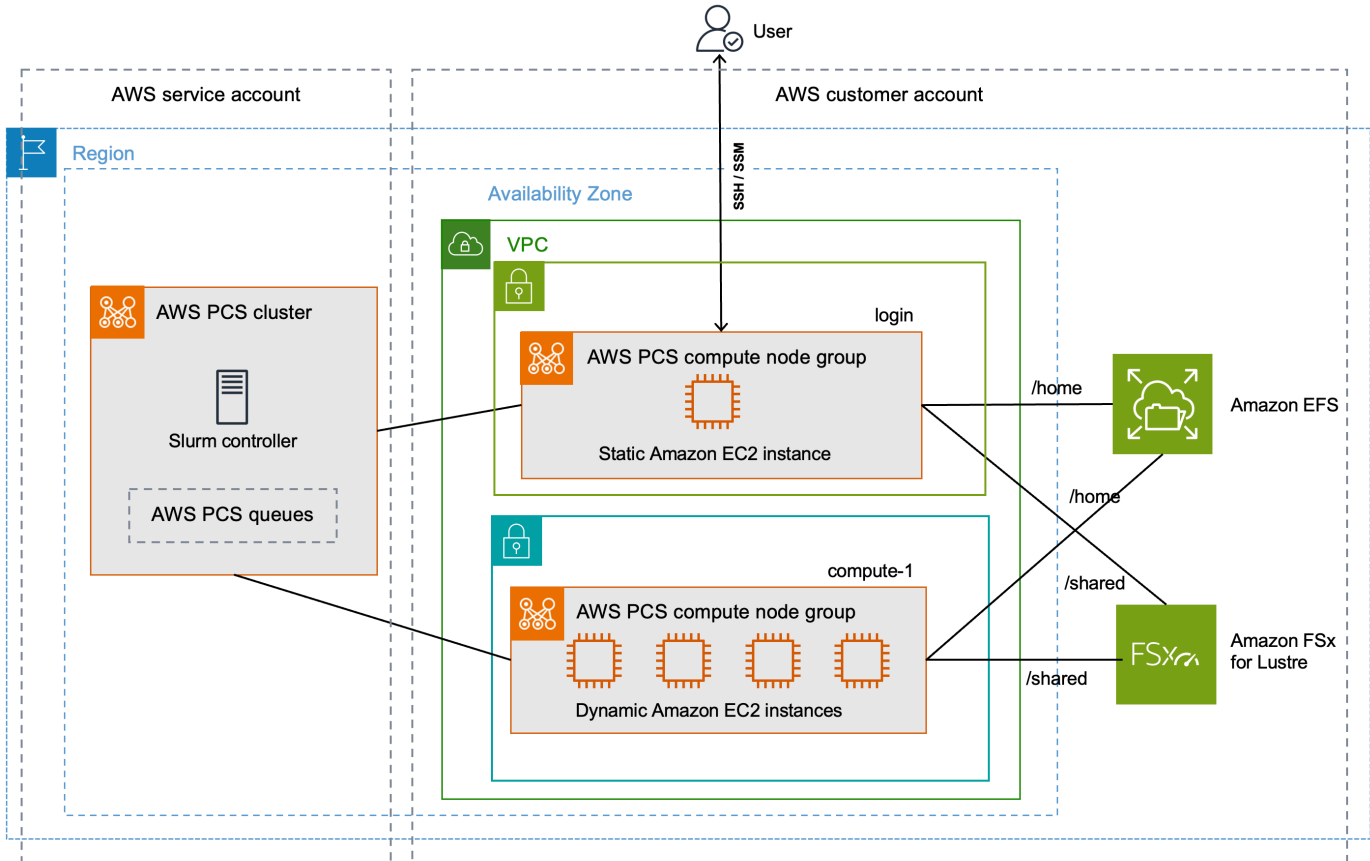 User
AWS service account
AWS customer account
Region
SSH / SSM
Availability Zone
VPC
AWS PCS cluster
login
AWS PCS compute node group
/home
Amazon EFS
Slurm controller
Static Amazon EC2 instance
/home
AWS PCS queues
compute-1
/shared
AWS PCS compute node group
Amazon FSx
for Lustre
FSx
/shared
Dynamic Amazon EC2 instances